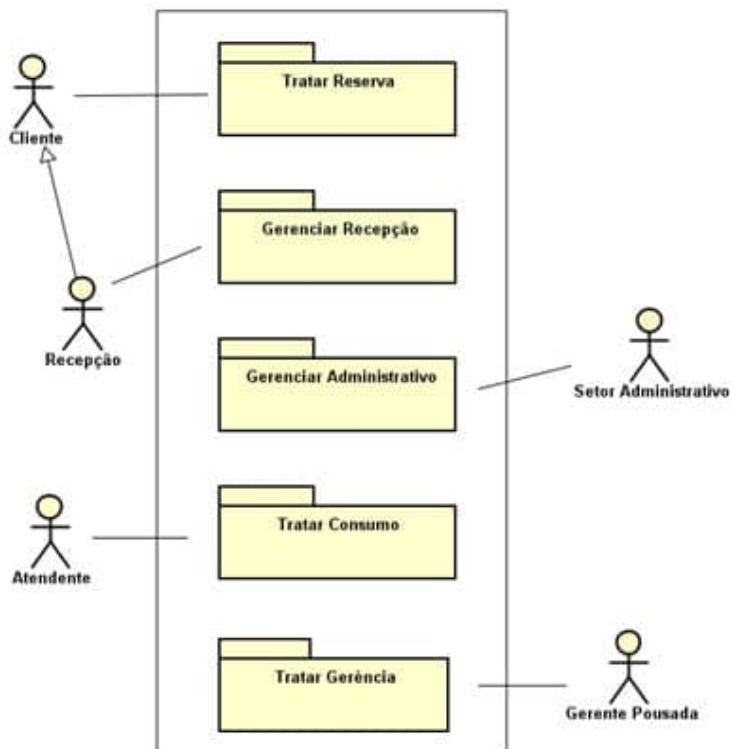 Tratar Reserva
Cliente
Gerenciar Recepção
Recepção
Gerenciar Administrativo
Setor Administrativo
Tratar Consumo
Atendente
Tratar Gerência
Gerente Pousada